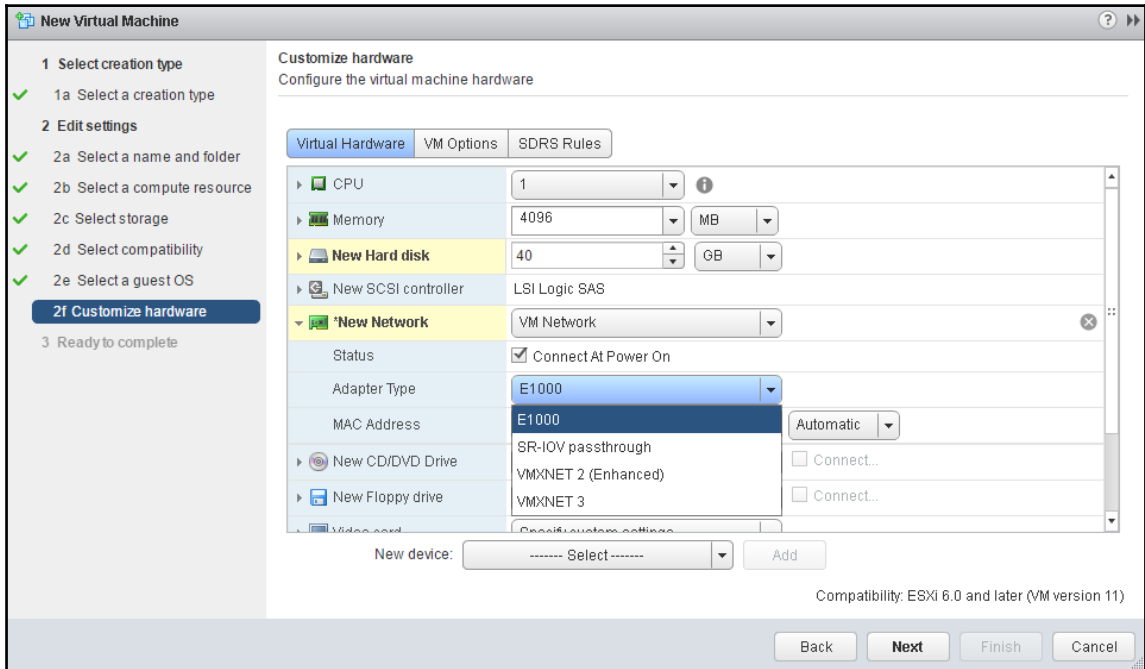 New Virtual Machine
1 Select creation type
1a Select a creation type
2 Edit settings
2a Select a name and folder
2b Select a compute resource
2c Select storage
2d Select compatibility
2e Select a guest OS
2f Customize hardware
3 Ready to complete
Customize hardware
Configure the virtual machine hardware
Virtual Hardware VM Options SDRS Rules
CPU 1
Memory 4096 MB
New Hard disk 40 GB
New SCSI controller LSI Logic SAS
*New Network VM Network
Status Connect At Power On
Adapter Type E1000
E1000
MAC Address Automatic
SR-IOV passthrough
New CD/DVD Drive Connect...
VMXNET 2 (Enhanced)
New Floppy drive Connect...
VMXNET 3
Video card Specify custom settings
New device: ------- Select ------- Add
Compatibility: ESXi 6.0 and later (VM version 11)
Back Next Finish Cancel